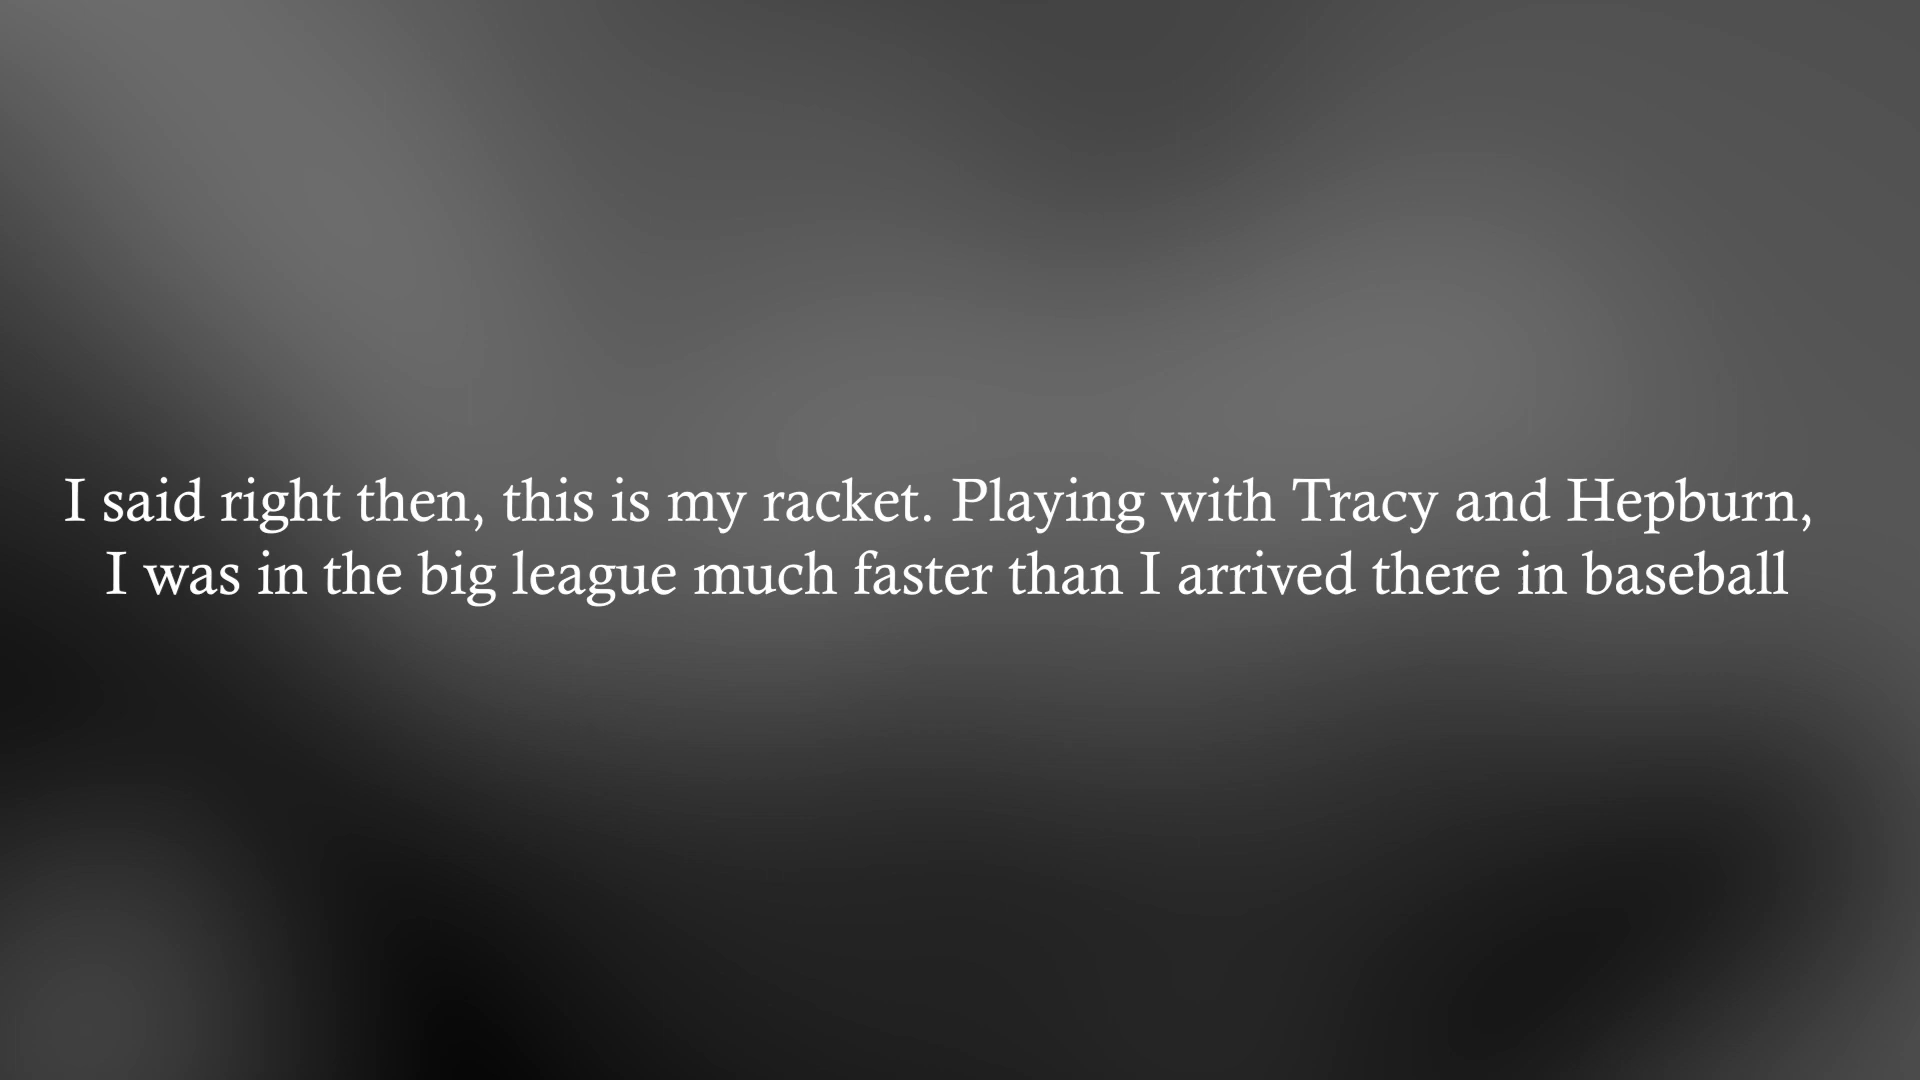 I said right then, this is my racket. Playing with Tracy and Hepburn,
I was in the big league much faster than I arrived there in baseball